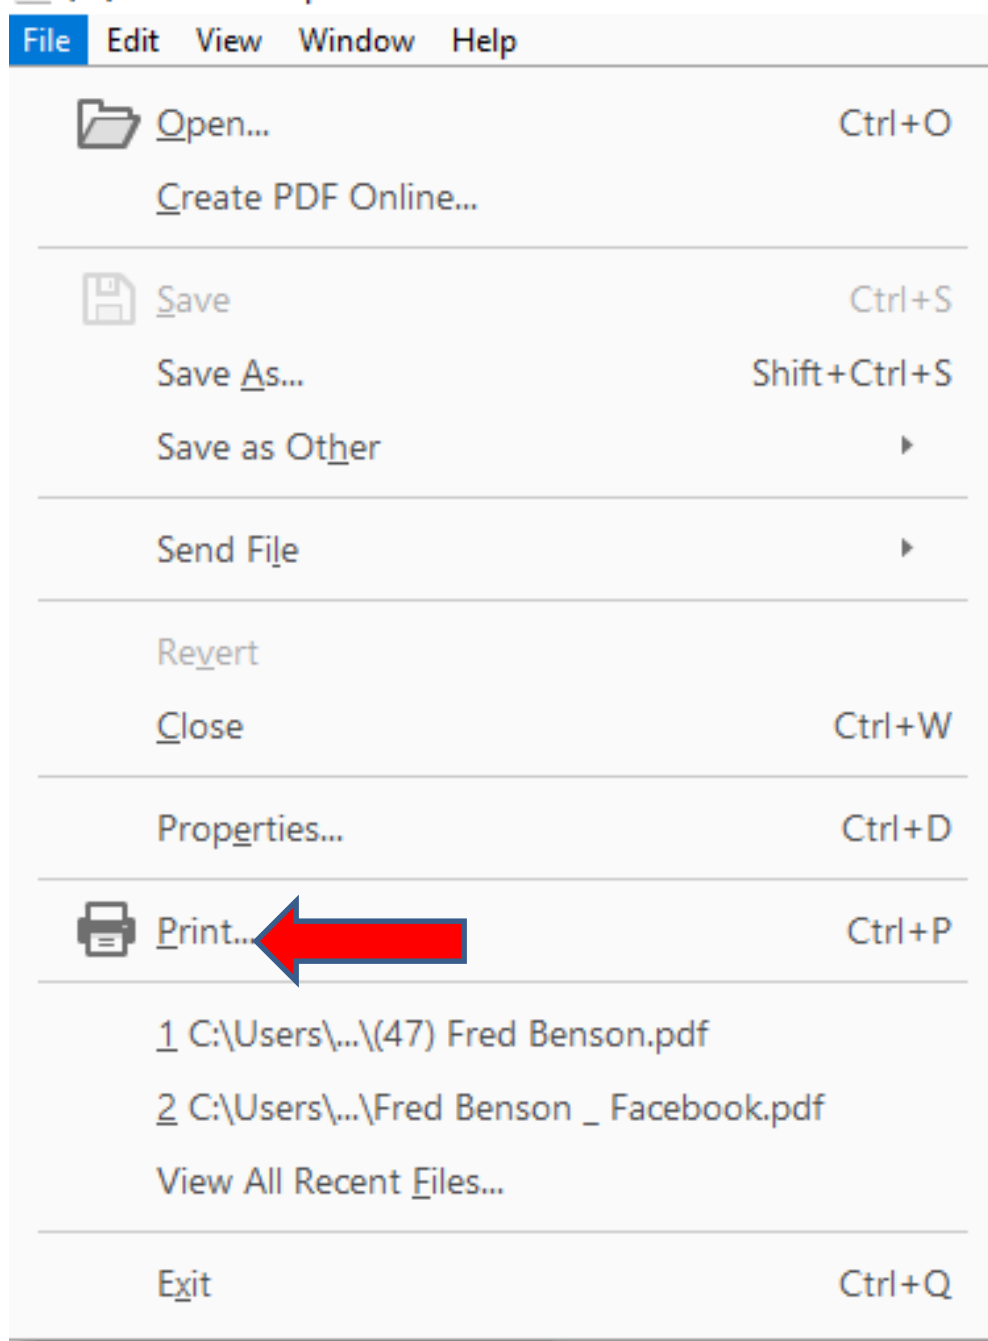 File Edit View Window Help
Open... Ctrl+O
Create PDF Online...
Save Ctrl+S
Save As... Shift+Ctrl+S
Save as Other
Send File
Revert
Close Ctrl+W
Properties... Ctrl+D
Print... Ctrl+P
1 C:\Users\...\(47) Fred Benson.pdf
2 C:\Users\...\Fred Benson _ Facebook.pdf
View All Recent Files...
Exit Ctrl+Q